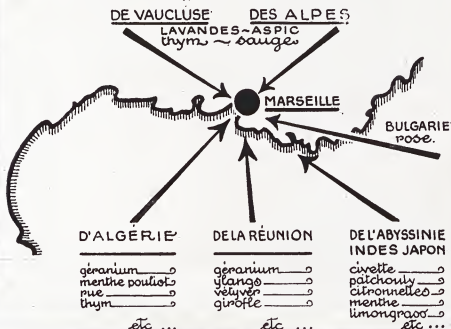 DE VAUCLUSE DES ALPES
LAVANDES~ASPIC
thym ~ sauge
MARSEILLE
BULGARIE
rose.
D'ALGÉRIE
géranium
menthe pouliot
rue
thym
etc ...
DE LA RÉUNION
géranium
ylangs
vétyver
girofle
etc ...
DE L'ABYSSINIE
INDES JAPON
civette
patchouly
citronnelles
menthe
limongrass
etc ...